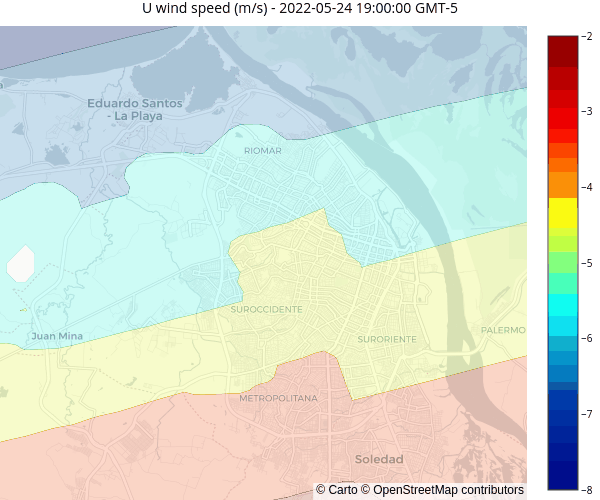 U wind speed (m/s) - 2022-05-24 19:00:00 GMT-5
−2
Eduardo Santos
- La Playa
−3
RIOMAR
−4
−5
SUROCCIDENTE
PALERMO
Juan Mina
SURORIENTE
−6
METROPOLITANA
−7
Soledad
© Carto © OpenStreetMap contributors
−8